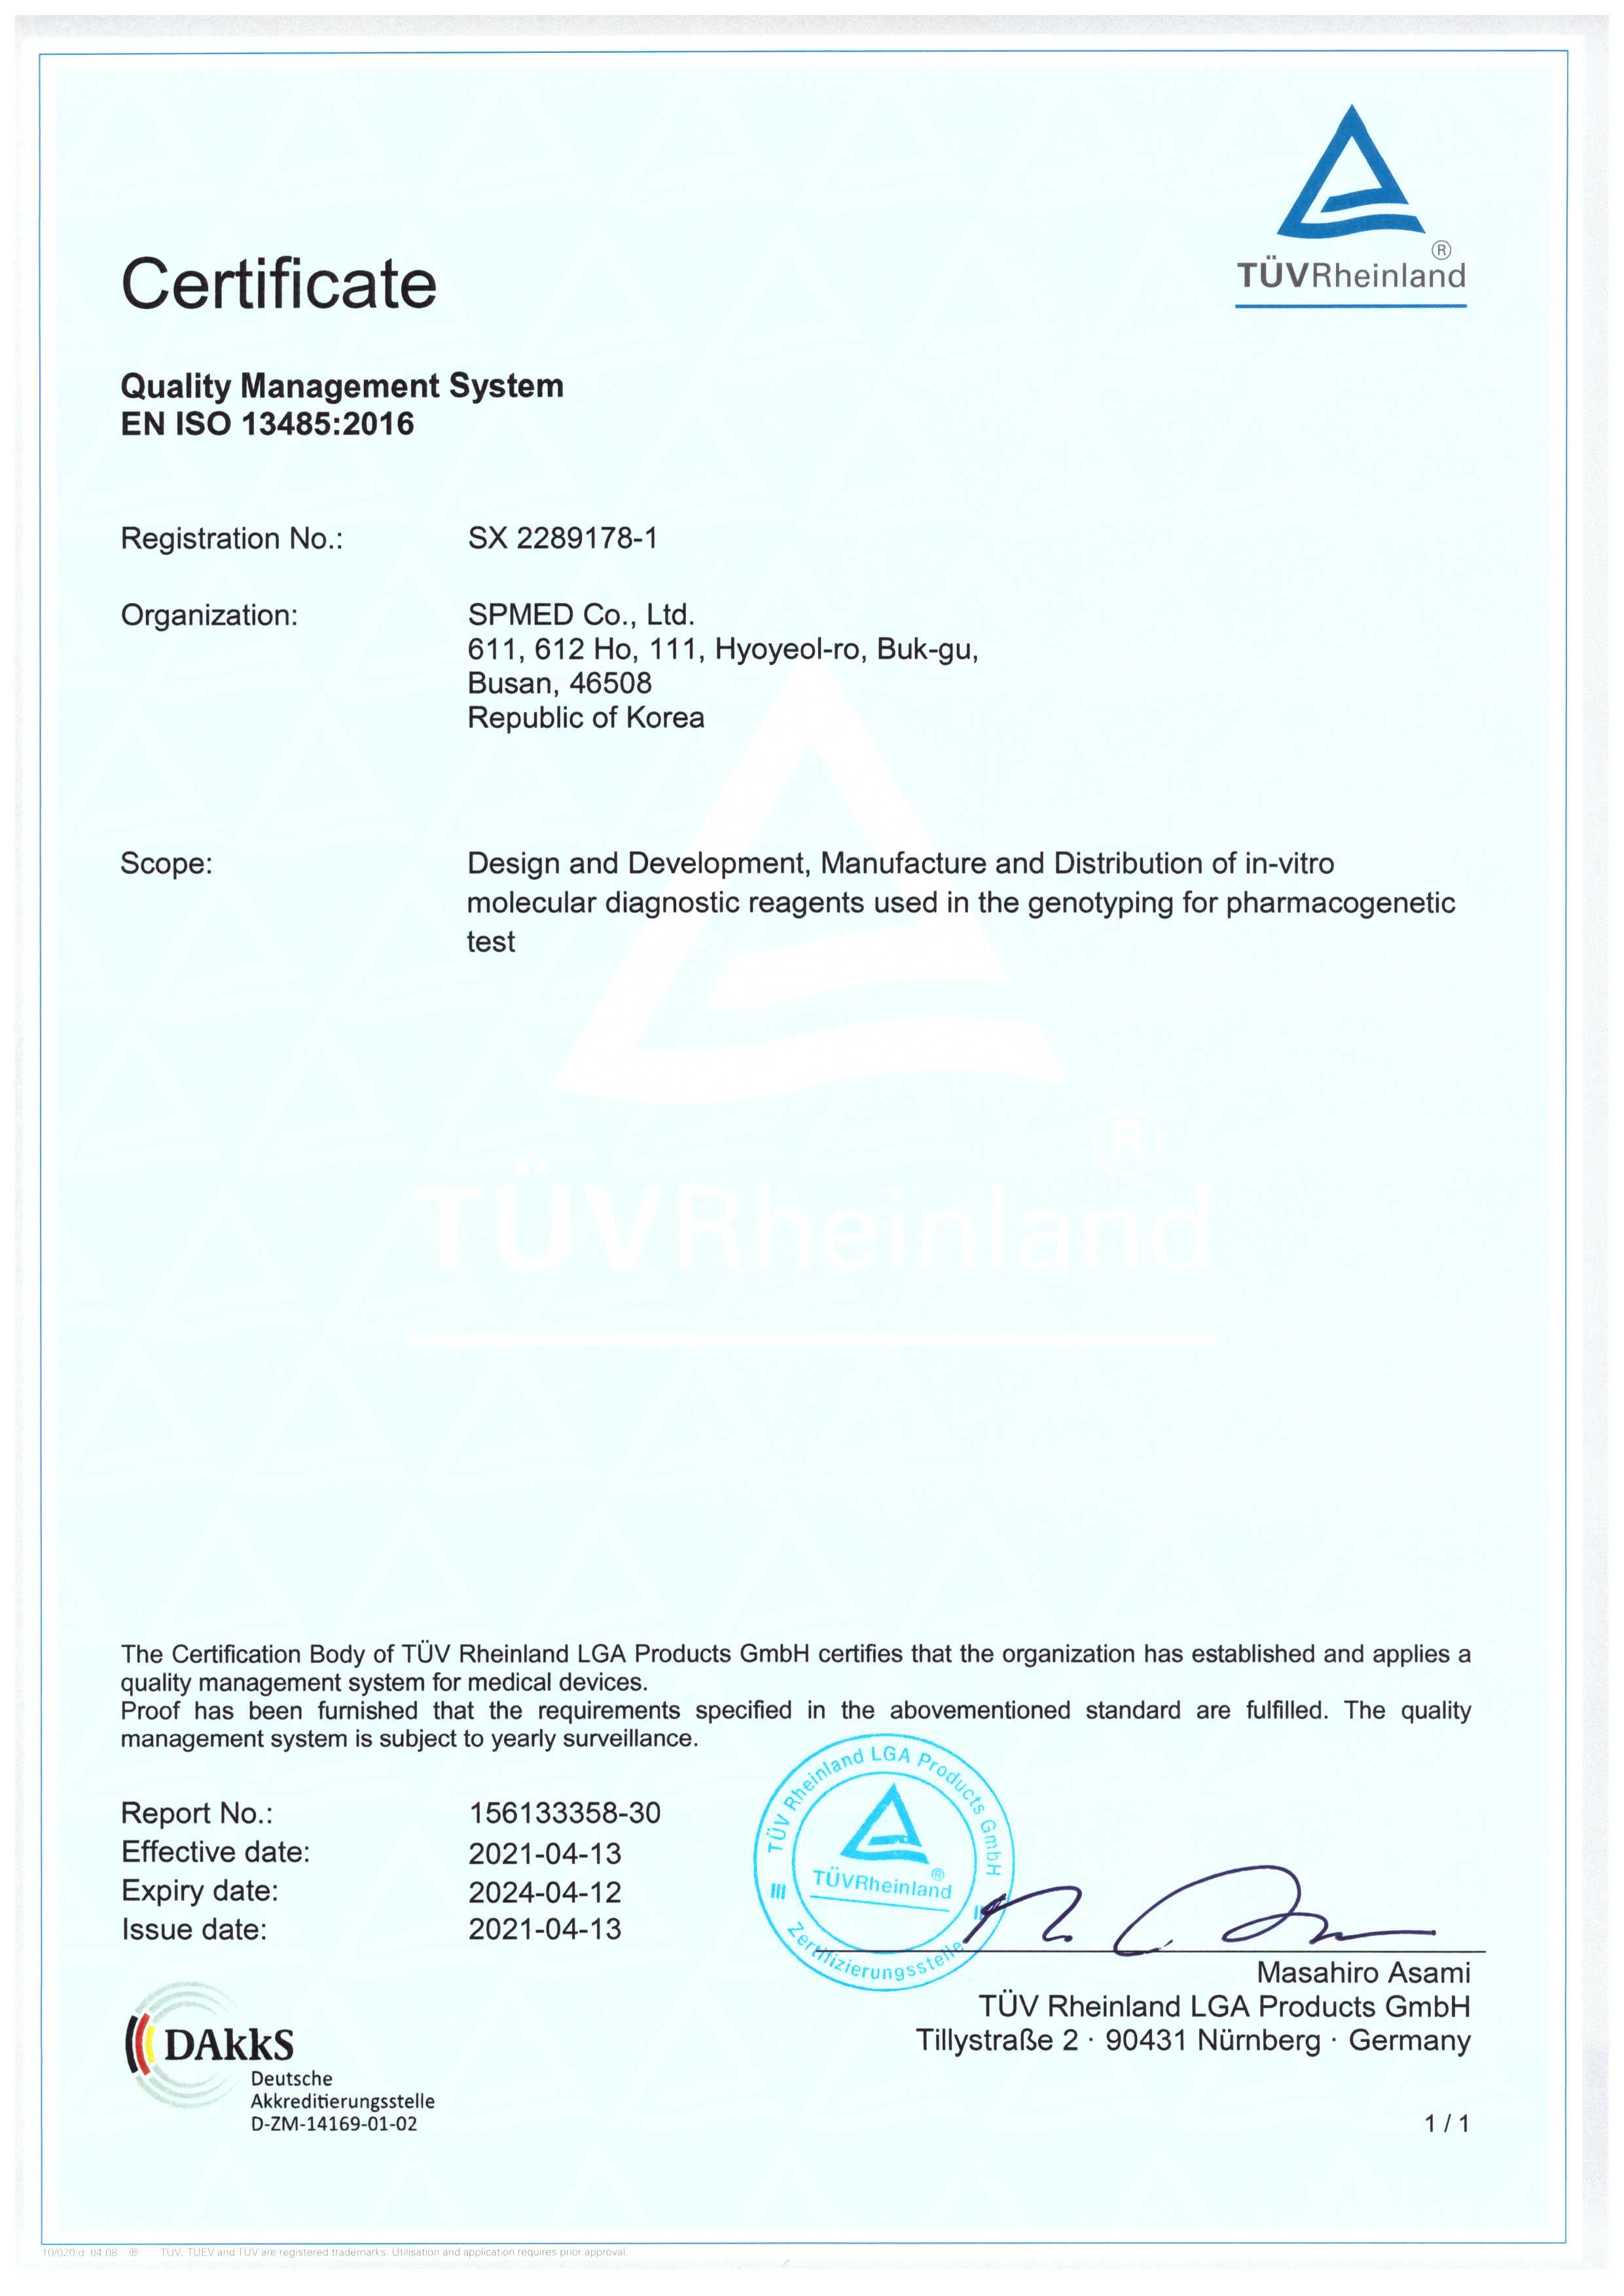 ®
TÜVRheinland
Certificate
Quality Management System
EN ISO 13485:2016
Registration No.: SX 2289178-1
Organization: SPMED Co., Ltd.
611, 612 Ho, 111, Hyoyeol-ro, Buk-gu,
Busan, 46508
Republic of Korea
Scope: Design and Development, Manufacture and Distribution of in-vitro
molecular diagnostic reagents used in the genotyping for pharmacogenetic
test
®
TÜVRheinland
The Certification Body of TÜV Rheinland LGA Products GmbH certifies that the organization has established and applies a
quality management system for medical devices.
Proof has been furnished that the requirements specified in the abovementioned standard are fulfilled. The quality
management system is subject to yearly surveillance.
Report No.: 156133358-30
Effective date: 2021-04-13
Expiry date: 2024-04-12
Issue date: 2021-04-13
TÜV Rheinland LGA Products GmbH
®
TÜVRheinland
Zertifizierungsstelle
Masahiro Asami
TÜV Rheinland LGA Products GmbH
Tillystraße 2 · 90431 Nürnberg · Germany
DAkkS
Deutsche
Akkreditierungsstelle
D-ZM-14169-01-02
1 / 1
10/020 d 04.08 ® TÜV, TUEV and TUV are registered trademarks. Utilisation and application requires prior approval.